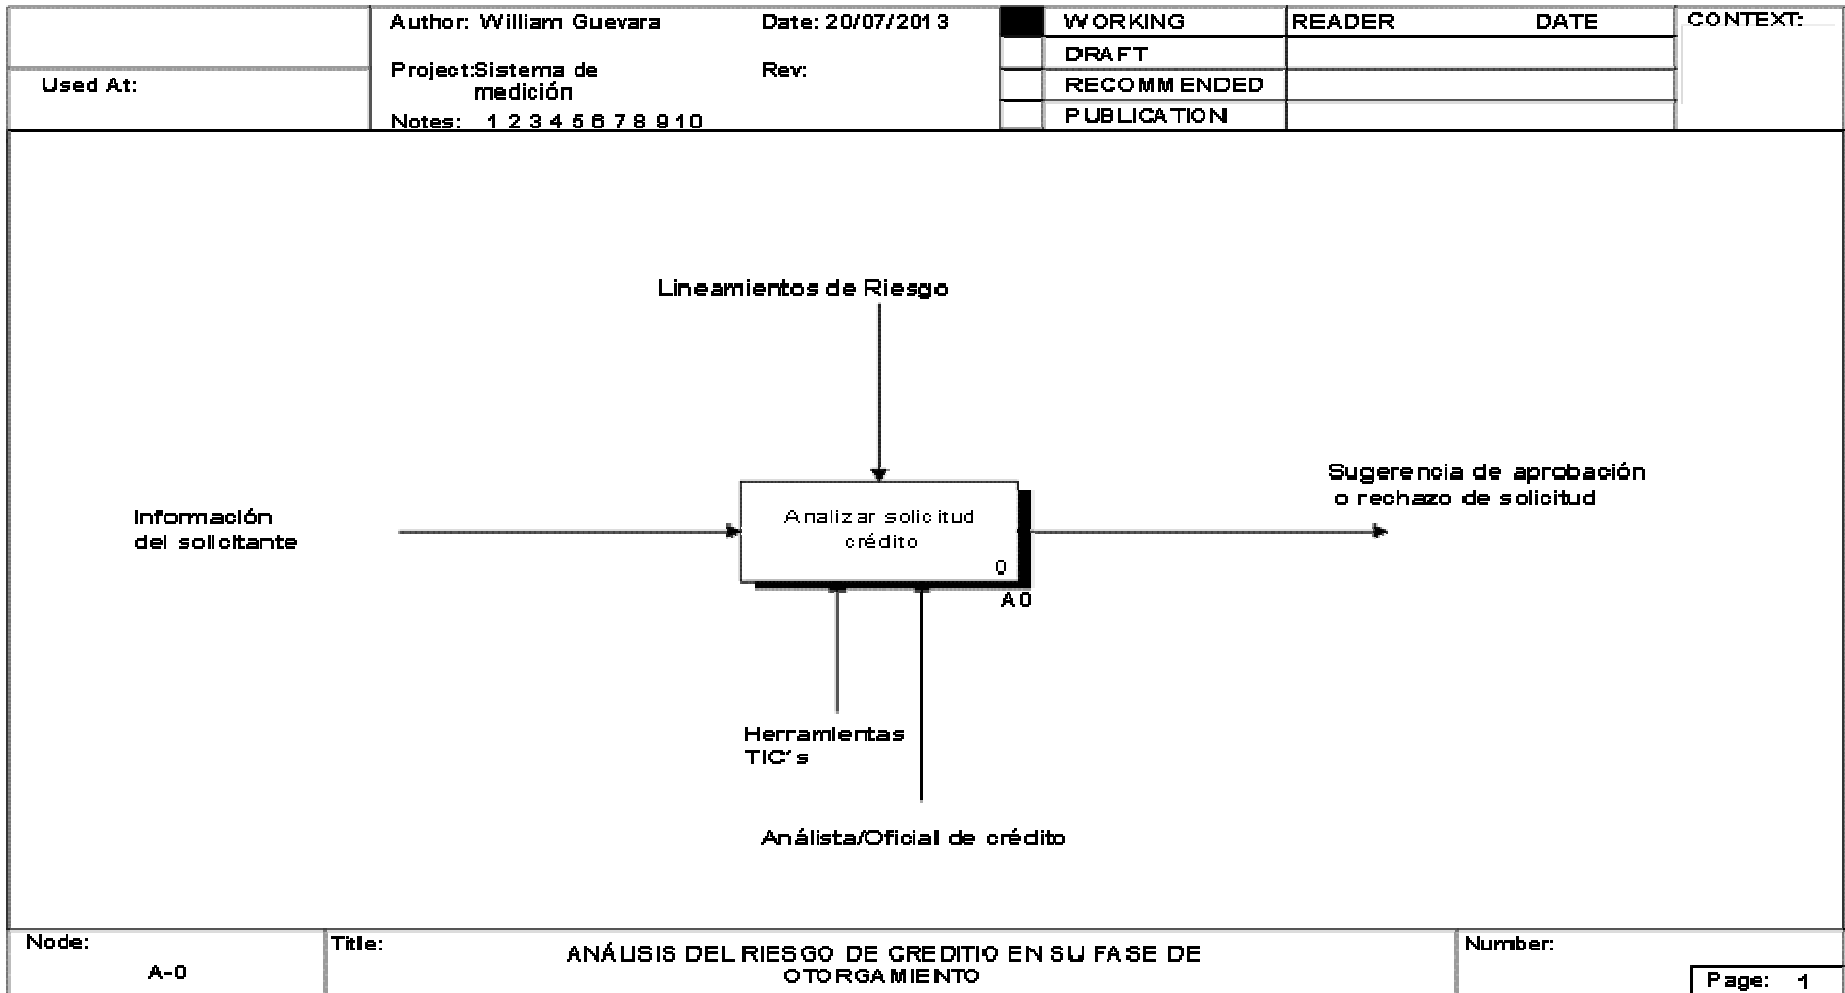 Author: William Guevara
Date: 20/07/2013
WORKING
READER
DATE
CONTEXT:
DRAFT
Used At:
Project:Sistema de
medición
Rev:
RECOMMENDED
Notes: 1 2 3 4 5 6 7 8 9 10
PUBLICATION
Lineamientos de Riesgo
Sugerencia de aprobación
o rechazo de solicitud
Información
del solicitante
Analizar solicitud
crédito
0
A0
Herramientas
TIC´s
Análista/Oficial de crédito
Node:
A-0
Title:
ANÁLISIS DEL RIESGO DE CREDITIO EN SU FASE DE
OTORGAMIENTO
Number:
Page: 1